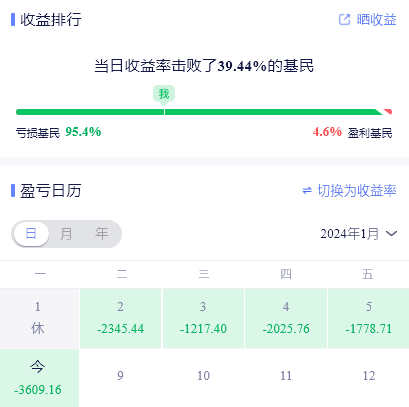 收益排行 晒收益
当日收益率击败了39.44%的基民
我
亏损基民 95.4% 4.6% 盈利基民
盈亏日历 切换为收益率
日 月 年 2024年1月
一 二 三 四 五
1 2 3 4 5
休 -2345.44 -1217.40 -2025.76 -1778.71
今 9 10 11 12
-3609.16